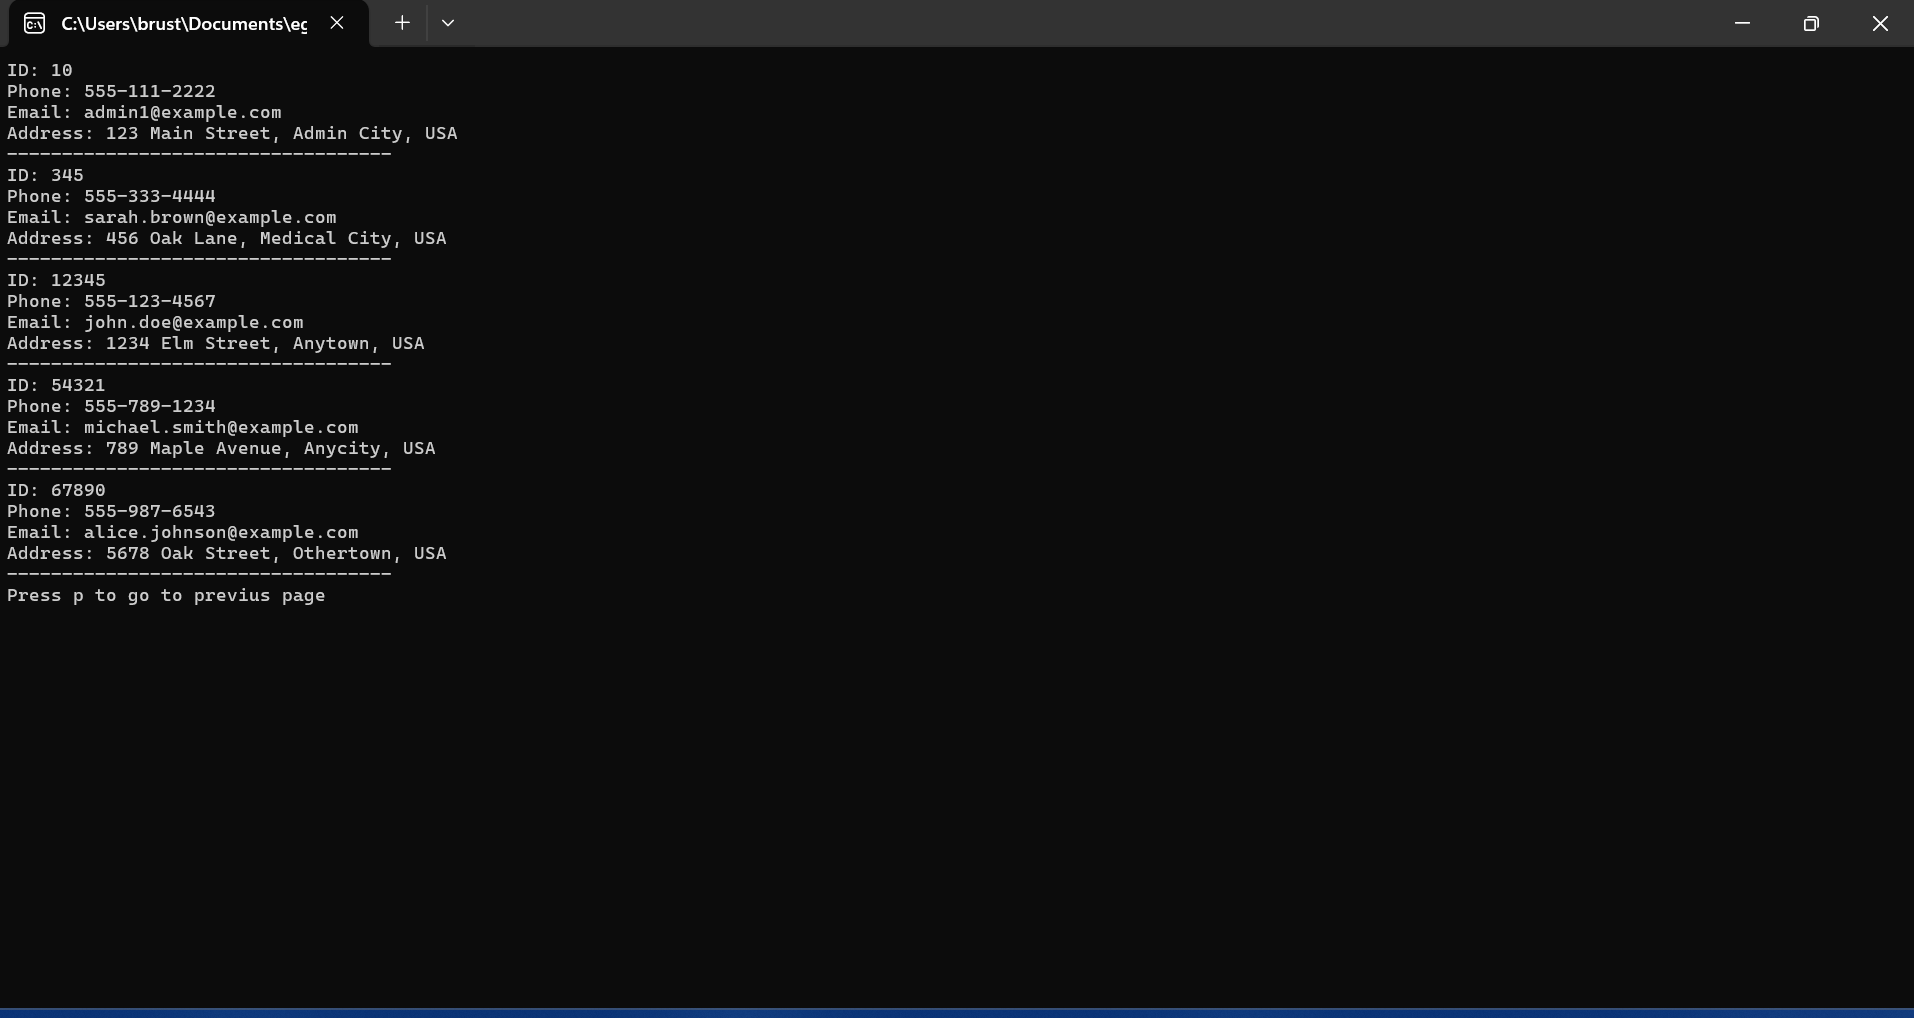 C:\Users\brust\Documents\eg
ID: 10
Phone: 555-111-2222
Email: admin1@example.com
Address: 123 Main Street, Admin City, USA
-----------------------------------
ID: 345
Phone: 555-333-4444
Email: sarah.brown@example.com
Address: 456 Oak Lane, Medical City, USA
-----------------------------------
ID: 12345
Phone: 555-123-4567
Email: john.doe@example.com
Address: 1234 Elm Street, Anytown, USA
-----------------------------------
ID: 54321
Phone: 555-789-1234
Email: michael.smith@example.com
Address: 789 Maple Avenue, Anycity, USA
-----------------------------------
ID: 67890
Phone: 555-987-6543
Email: alice.johnson@example.com
Address: 5678 Oak Street, Othertown, USA
-----------------------------------
Press p to go to previus page